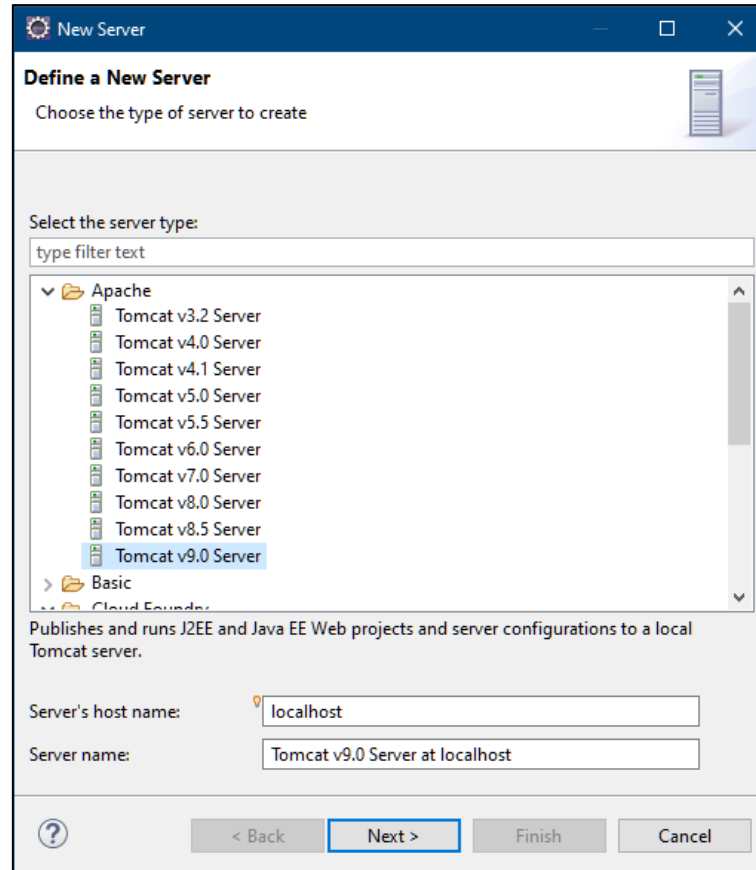 New Server
Define a New Server
Choose the type of server to create
Select the server type:
type filter text
Apache
Tomcat v3.2 Server
Tomcat v4.0 Server
Tomcat v4.1 Server
Tomcat v5.0 Server
Tomcat v5.5 Server
Tomcat v6.0 Server
Tomcat v7.0 Server
Tomcat v8.0 Server
Tomcat v8.5 Server
Tomcat v9.0 Server
Basic
Cloud Foundry
Publishes and runs J2EE and Java EE Web projects and server configurations to a local
Tomcat server.
Server's host name: localhost
Server name: Tomcat v9.0 Server at localhost
? < Back Next > Finish Cancel